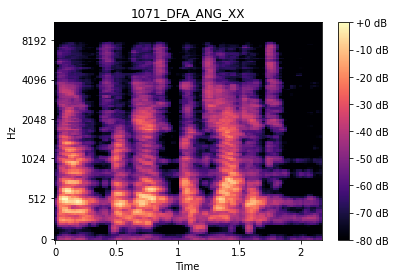 1071_DFA_ANG_XX
+0 dB
8192
-10 dB
4096
-20 dB
-30 dB
Hz
2048
-40 dB
1024
-50 dB
512
-60 dB
-70 dB
0
-80 dB
0 0.5 1 1.5 2
Time